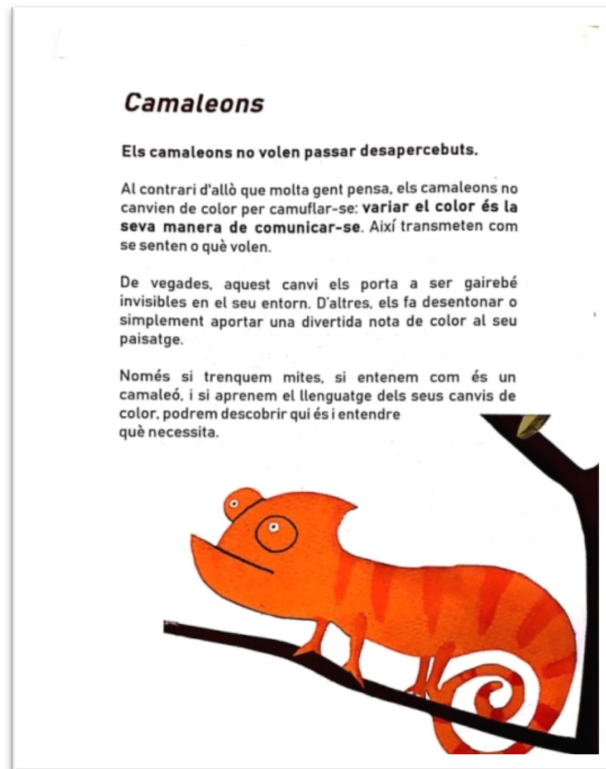 Camaleons
Els camaleons no volen passar desapercebuts.
Al contrari d'allò que molta gent pensa, els camaleons no
canvien de color per camuflar-se: variar el color és la
seva manera de comunicar-se. Així transmeten com
se senten o què volen.
De vegades, aquest canvi els porta a ser gairebé
invisibles en el seu entorn. D'altres, els fa desentonar o
simplement aportar una divertida nota de color al seu
paisatge.
Només si trenquem mites, si entenem com és un
camaleó, i si aprenem el llenguatge dels seus canvis de
color, podrem descobrir qui és i entendre
què necessita.